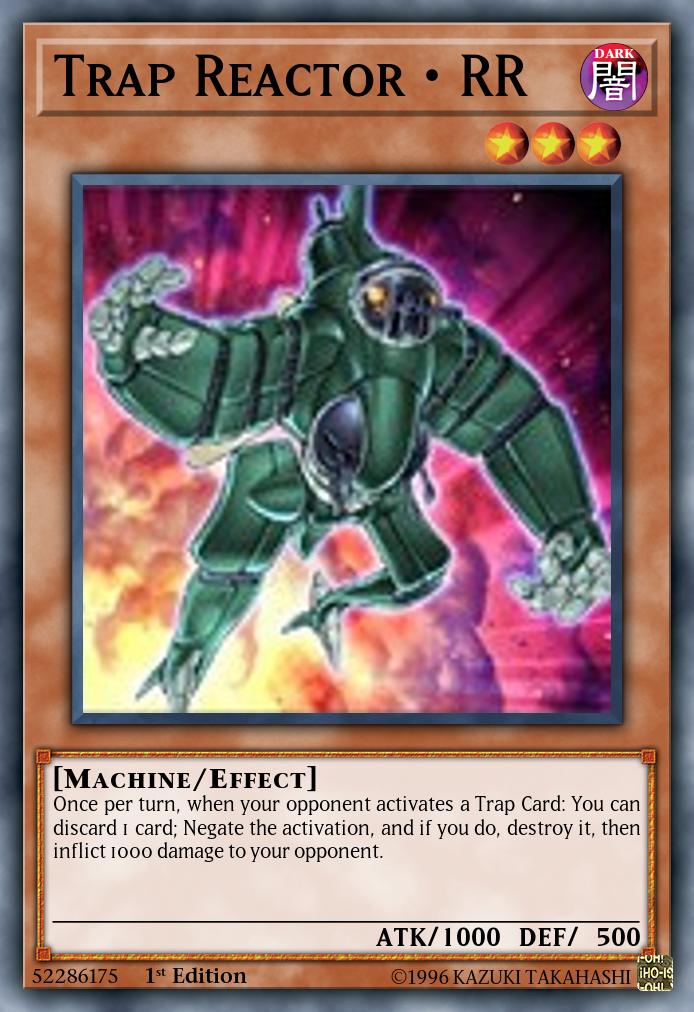 TRAP REACTOR • RR
DARK
闇
[MACHINE/EFFECT]
Once per turn, when your opponent activates a Trap Card: You can
discard 1 card; Negate the activation, and if you do, destroy it, then
inflict 1000 damage to your opponent.
ATK/1000 DEF/ 500
52286175 1st Edition ©1996 KAZUKI TAKAHASHI